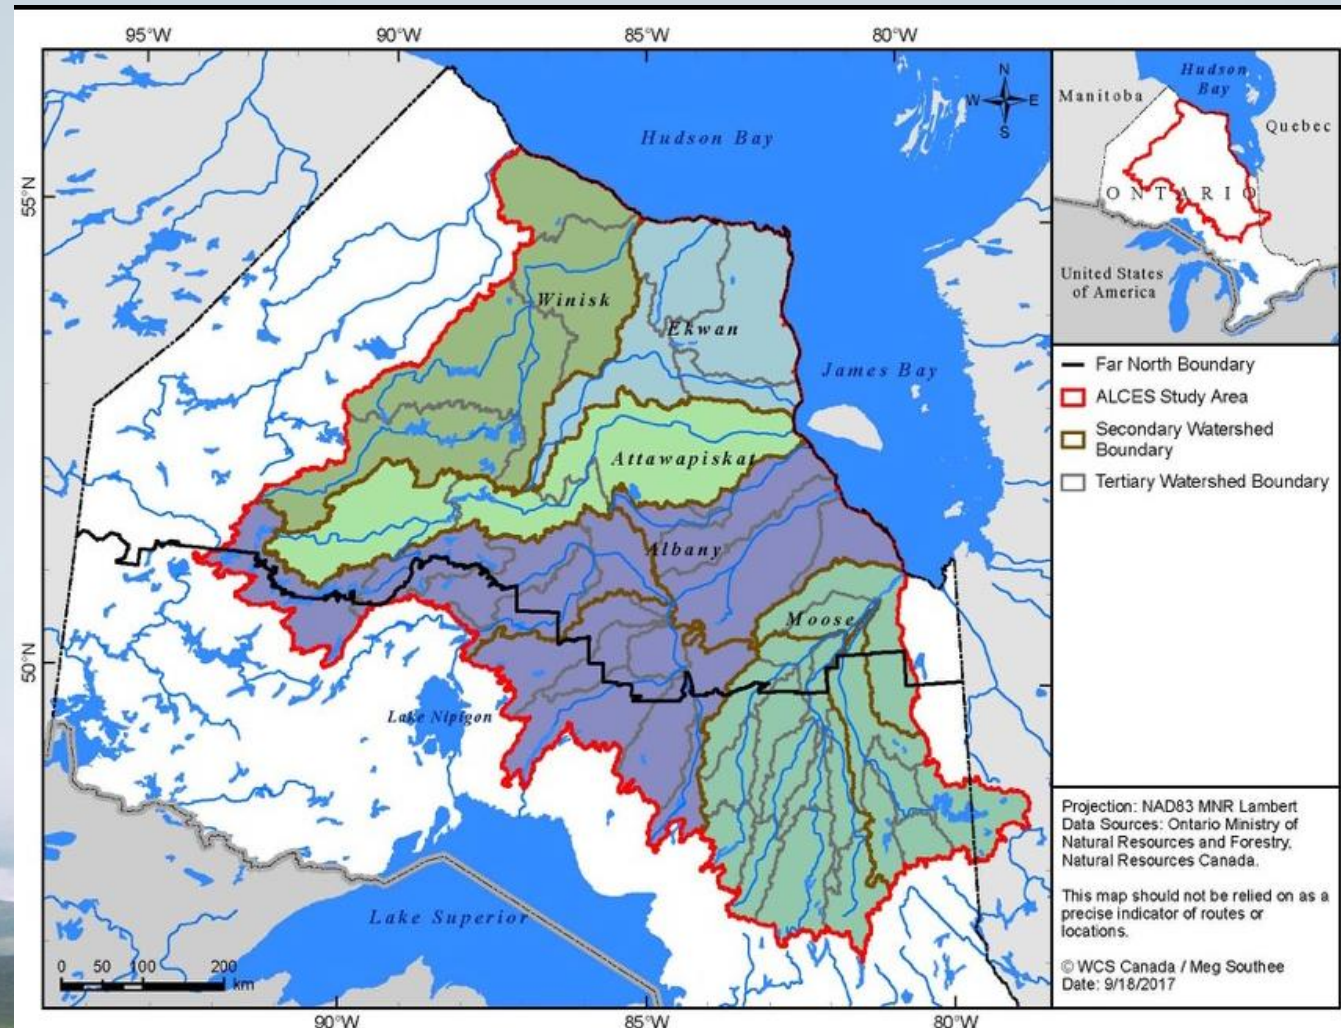 95°W 90°W 85°W 80°W
55°N
50°N
N
W E
S
Hudson Bay
Winisk
Ekwan
James Bay
Attawapiskat
Albany
Moose
Lake Nipigon
Lake Superior
0 50 100 200
km
90°W 85°W 80°W
Hudson
Bay
Manitoba
Quebec
ONTARIO
United States
of America
Far North Boundary
ALCES Study Area
Secondary Watershed
Boundary
Tertiary Watershed Boundary
Projection: NAD83 MNR Lambert
Data Sources: Ontario Ministry of
Natural Resources and Forestry,
Natural Resources Canada.
This map should not be relied on as a
precise indicator of routes or
locations.
© WCS Canada / Meg Southee
Date: 9/18/2017